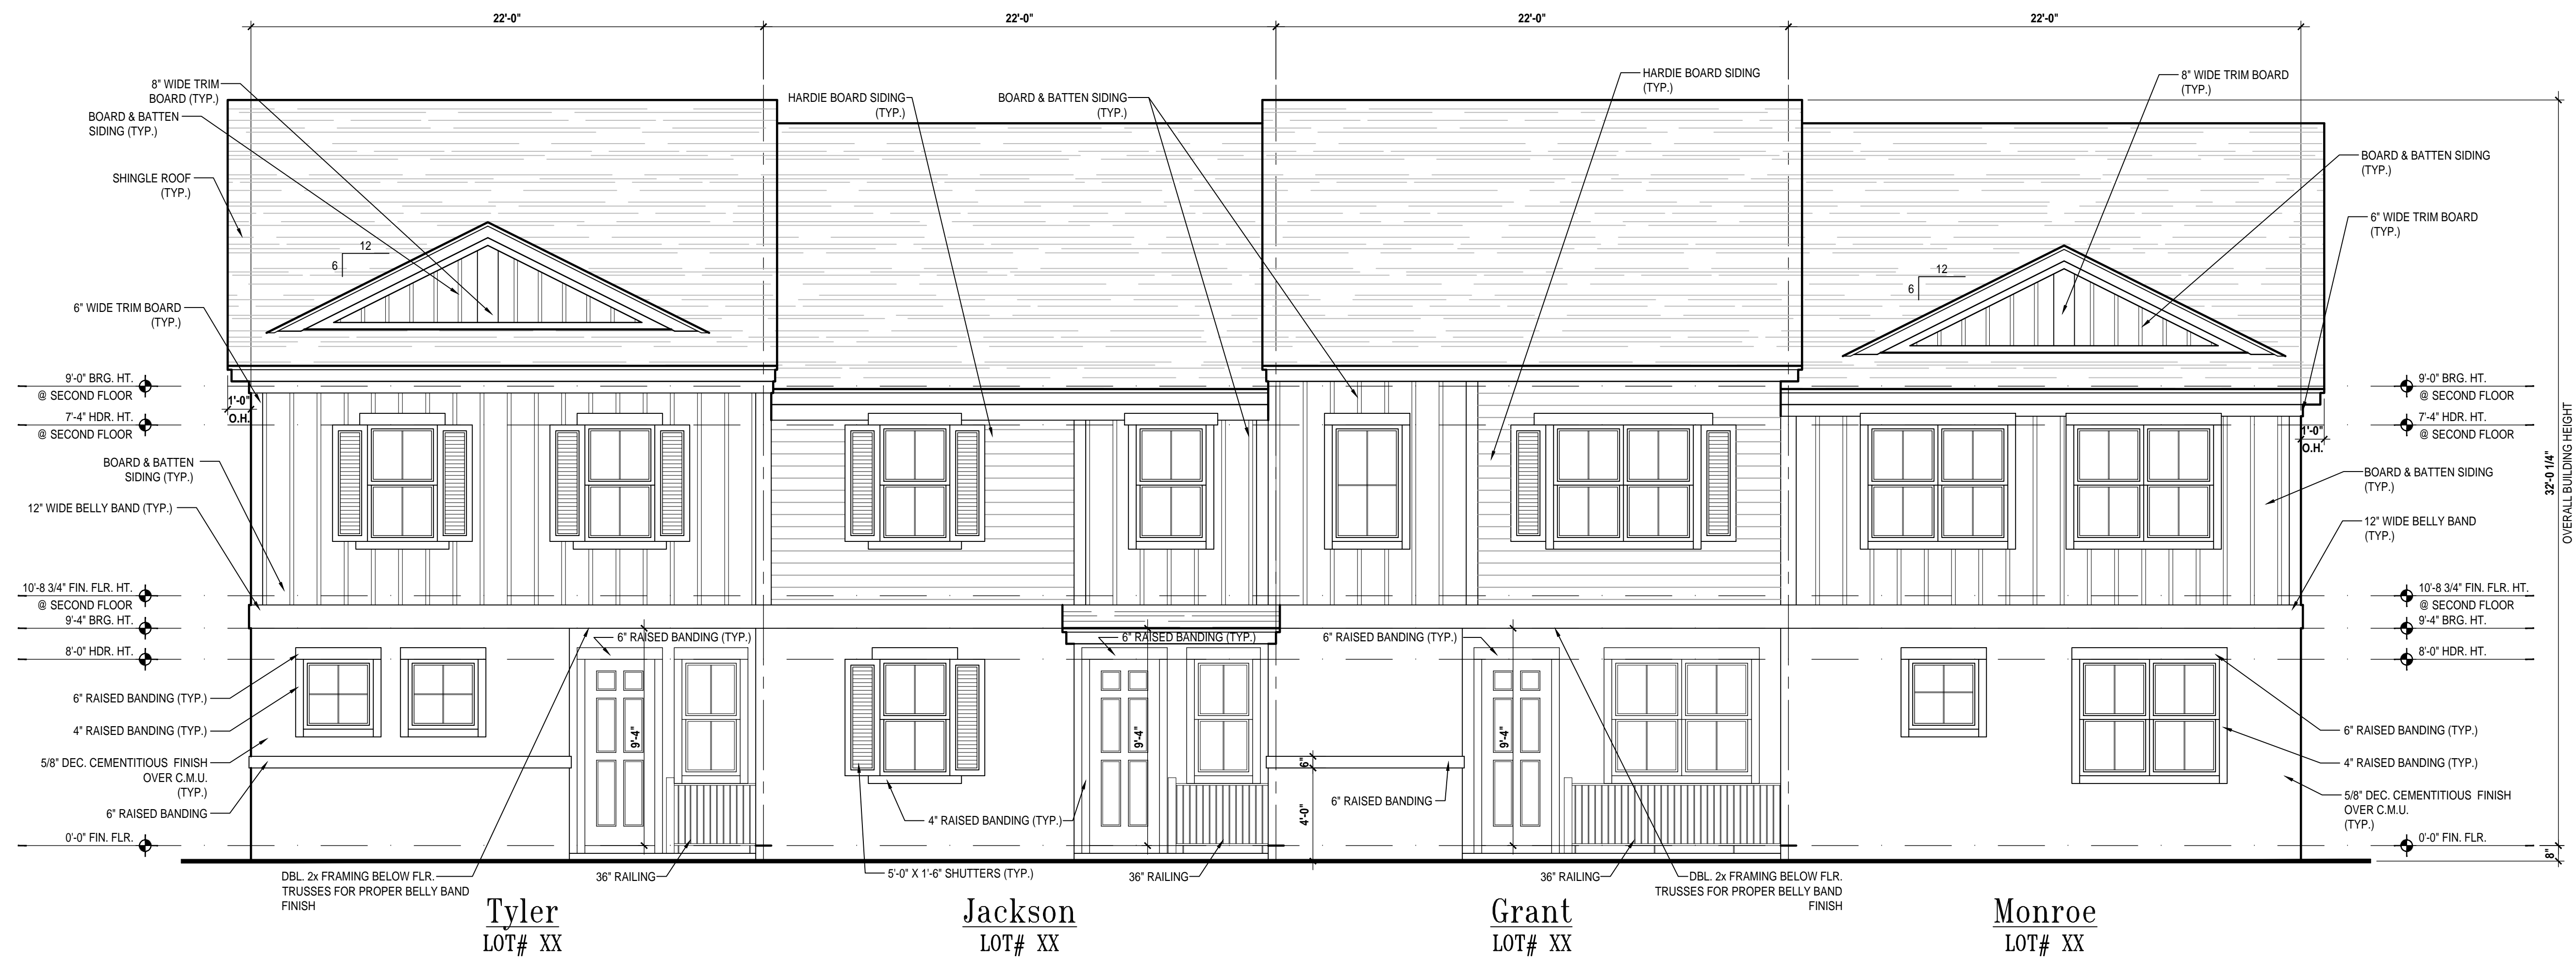 22'-0"
22'-0"
22'-0"
22'-0"
8" WIDE TRIM
BOARD (TYP.)
BOARD & BATTEN
SIDING (TYP.)
SHINGLE ROOF
(TYP.)
12
6
6" WIDE TRIM BOARD
(TYP.)
9'-0" BRG. HT.
@ SECOND FLOOR
7'-4" HDR. HT.
@ SECOND FLOOR
1'-0"
O.H.
BOARD & BATTEN
SIDING (TYP.)
12" WIDE BELLY BAND (TYP.)
10'-8 3/4" FIN. FLR. HT.
@ SECOND FLOOR
9'-4" BRG. HT.
8'-0" HDR. HT.
6" RAISED BANDING (TYP.)
4" RAISED BANDING (TYP.)
5/8" DEC. CEMENTITIOUS FINISH
OVER C.M.U.
(TYP.)
6" RAISED BANDING
0'-0" FIN. FLR.
HARDIE BOARD SIDING
(TYP.)
BOARD & BATTEN SIDING
(TYP.)
HARDIE BOARD SIDING
(TYP.)
6" RAISED BANDING (TYP.)
9'-4"
6" RAISED BANDING (TYP.)
9'-4"
6" RAISED BANDING (TYP.)
9'-4"
6"
4'-0"
6" RAISED BANDING
4" RAISED BANDING (TYP.)
8" WIDE TRIM BOARD
(TYP.)
BOARD & BATTEN SIDING
(TYP.)
6" WIDE TRIM BOARD
(TYP.)
12
6
9'-0" BRG. HT.
@ SECOND FLOOR
7'-4" HDR. HT.
@ SECOND FLOOR
1'-0"
O.H.
BOARD & BATTEN SIDING
(TYP.)
12" WIDE BELLY BAND
(TYP.)
10'-8 3/4" FIN. FLR. HT.
@ SECOND FLOOR
9'-4" BRG. HT.
8'-0" HDR. HT.
6" RAISED BANDING (TYP.)
4" RAISED BANDING (TYP.)
5/8" DEC. CEMENTITIOUS FINISH
OVER C.M.U.
(TYP.)
0'-0" FIN. FLR.
32'-0 1/4"
OVERALL BUILDING HEIGHT
8"
DBL. 2x FRAMING BELOW FLR.
TRUSSES FOR PROPER BELLY BAND
FINISH
36" RAILING
5'-0" X 1'-6" SHUTTERS (TYP.)
36" RAILING
36" RAILING
DBL. 2x FRAMING BELOW FLR.
TRUSSES FOR PROPER BELLY BAND
FINISH
Tyler
LOT# XX
Jackson
LOT# XX
Grant
LOT# XX
Monroe
LOT# XX